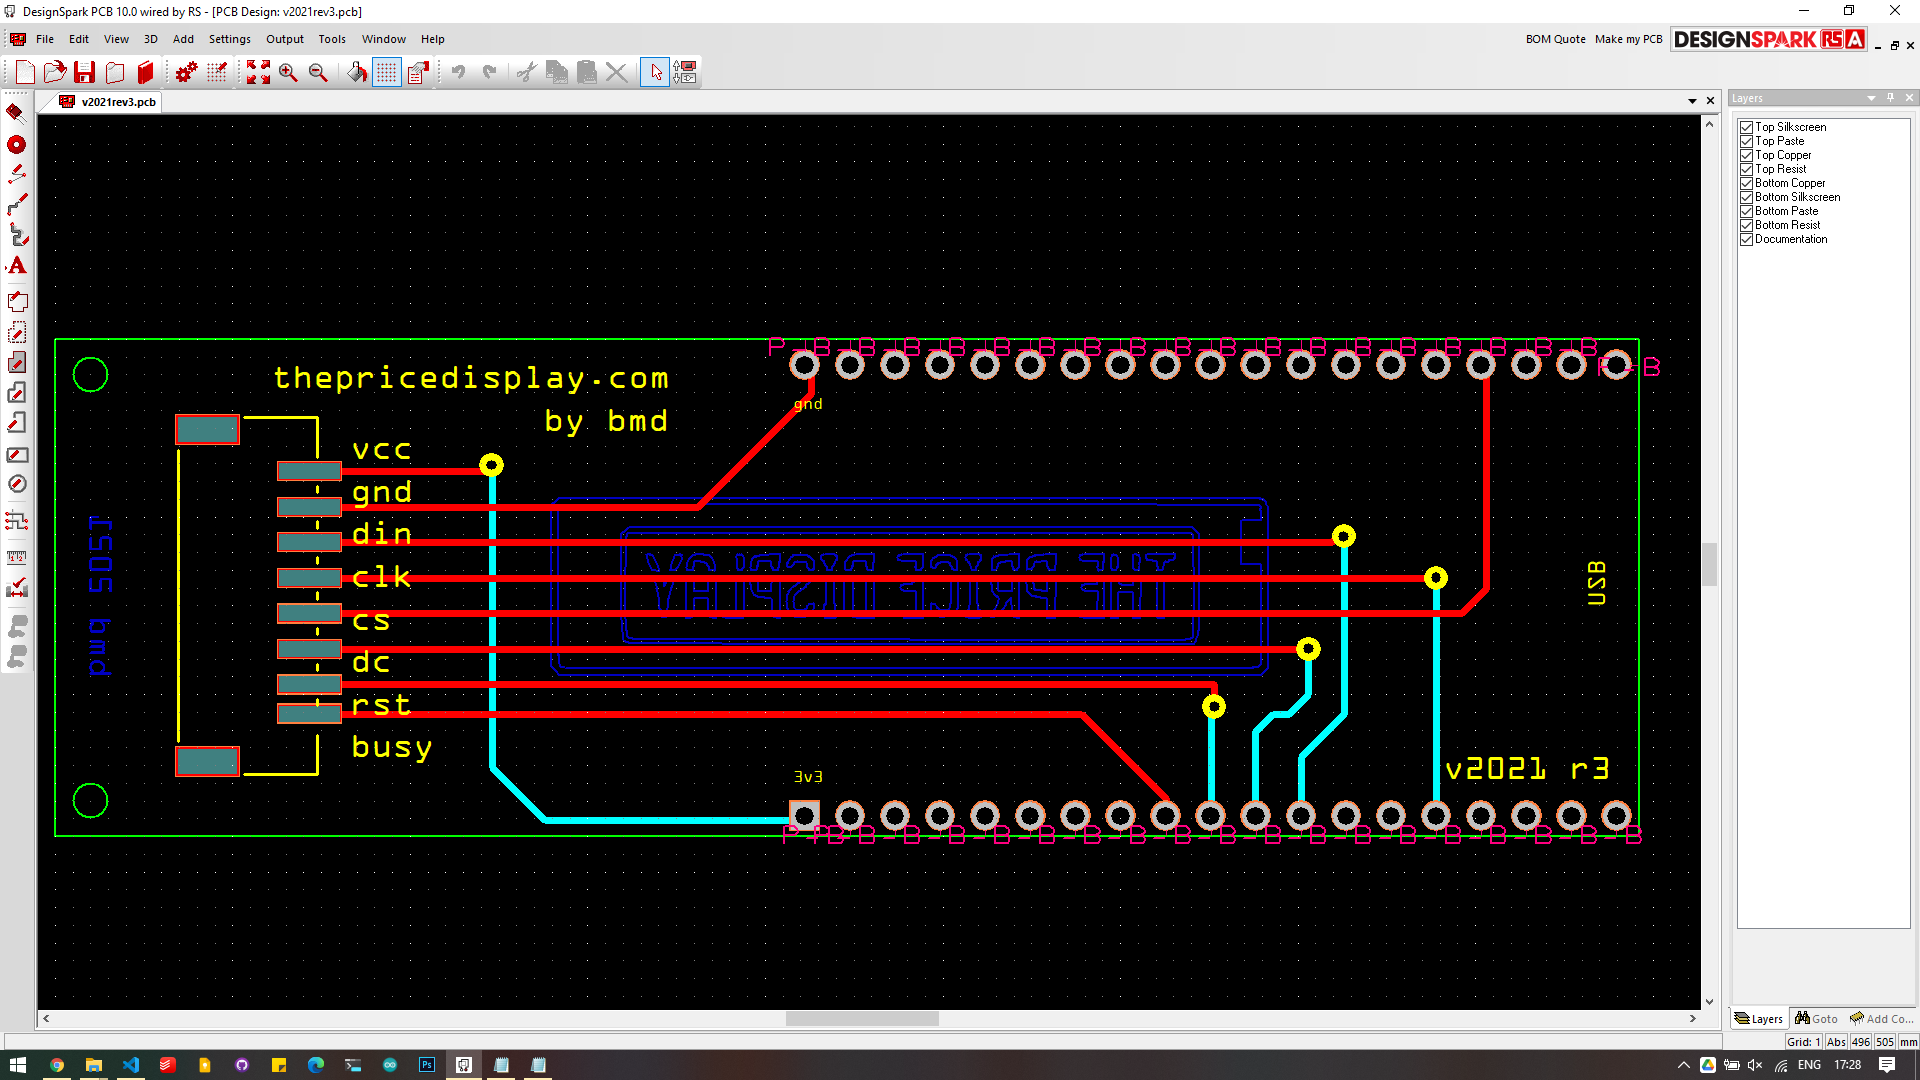 DesignSpark PCB 10.0 wired by RS - [PCB Design: v2021rev3.pcb]
File Edit View 3D Add Settings Output Tools Window Help
BOM Quote Make my PCB DESIGNSPARK RS
v2021rev3.pcb
Layers
Top Silkscreen
Top Paste
Top Copper
Top Resist
Bottom Copper
Bottom Silkscreen
Bottom Paste
Bottom Resist
Documentation
thepricedisplay.com
by bmd
gnd
vcc
gnd
din
clk
cs
dc
rst
busy
THE PRICE DISPLAY
bmd
USB
3v3
v2021 r3
Layers Goto Add Co...
Grid: 1 Abs 496 505 mm
ENG 17:28